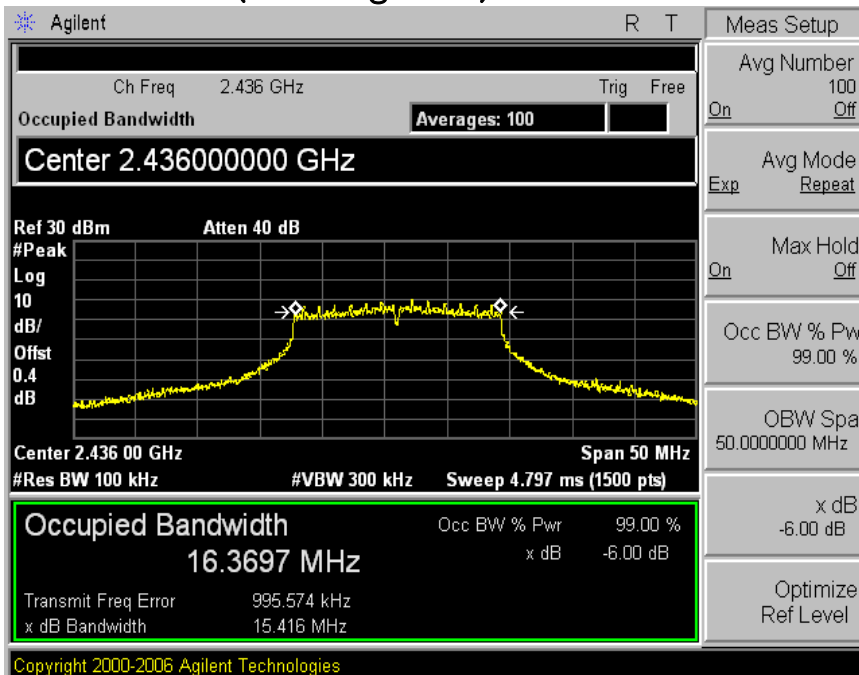 Agilent R T
Ch Freq 2.436 GHz Trig Free
Occupied Bandwidth Averages: 100
Center 2.436000000 GHz
Ref 30 dBm Atten 40 dB
#Peak
Log
10
dB/
Offst
0.4
dB
Center 2.436 00 GHz Span 50 MHz
#Res BW 100 kHz #VBW 300 kHz Sweep 4.797 ms (1500 pts)
Occupied Bandwidth Occ BW % Pwr 99.00 %
16.3697 MHz x dB -6.00 dB
Transmit Freq Error 995.574 kHz
x dB Bandwidth 15.416 MHz
Copyright 2000-2006 Agilent Technologies
Meas Setup
Avg Number
100
On Off
Avg Mode
Exp Repeat
Max Hold
On Off
Occ BW % Pw
99.00 %
OBW Spa
50.0000000 MHz
x dB
-6.00 dB
Optimize
Ref Level